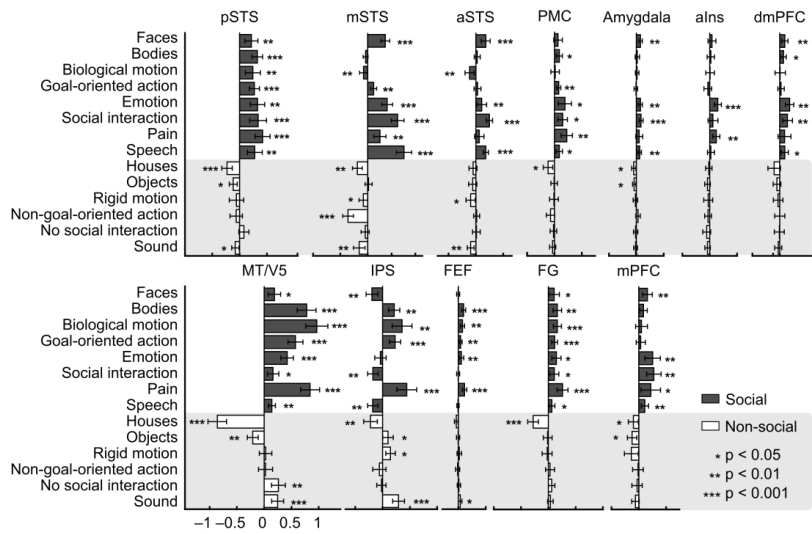 pSTS mSTS aSTS PMC Amygdala aIns dmPFC
Faces ** *** *** * ** **
Bodies *** * *
Biological motion ** ** **
Goal-oriented action *** ** **
Emotion ** *** ** * ** *** **
Social interaction *** *** *** * *** **
Pain *** ** ** **
Speech ** *** *** * ** *
Houses *** ** * *
Objects * *
Rigid motion * *
Non-goal-oriented action ***
No social interaction
Sound * ** **
MT/V5 IPS FEF FG mPFC
Faces * ** * **
Bodies *** ** *** **
Biological motion *** ** ** ***
Goal-oriented action *** *** ** ***
Emotion *** ** * **
Social interaction * ** * **
Pain *** *** *** *** *
Speech ** ** * **
Social
Houses *** ** *** *
Non-social
Objects ** * *
Rigid motion *
* p < 0.05
Non-goal-oriented action
** p < 0.01
No social interaction **
*** p < 0.001
Sound *** *** *
−1 −0.5 0 0.5 1